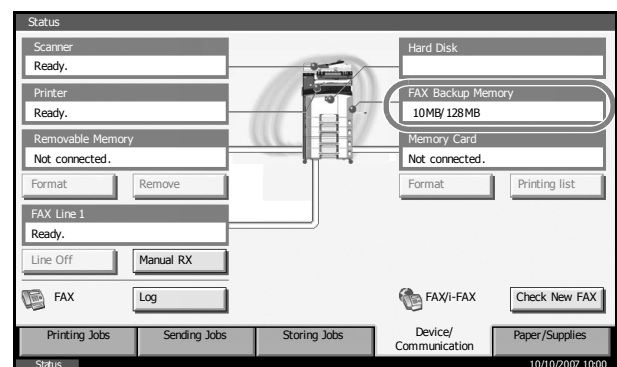 Status
Scanner
Ready.
Hard Disk
Printer
Ready.
FAX Backup Memory
10MB/128MB
Removable Memory
Not connected.
Memory Card
Not connected.
Format
Remove
Format
Printing list
FAX Line 1
Ready.
Line Off
Manual RX
FAX
Log
FAX/i-FAX
Check New FAX
Printing Jobs
Sending Jobs
Storing Jobs
Device/
Communication
Paper/Supplies
Status
10/10/2007 10:00